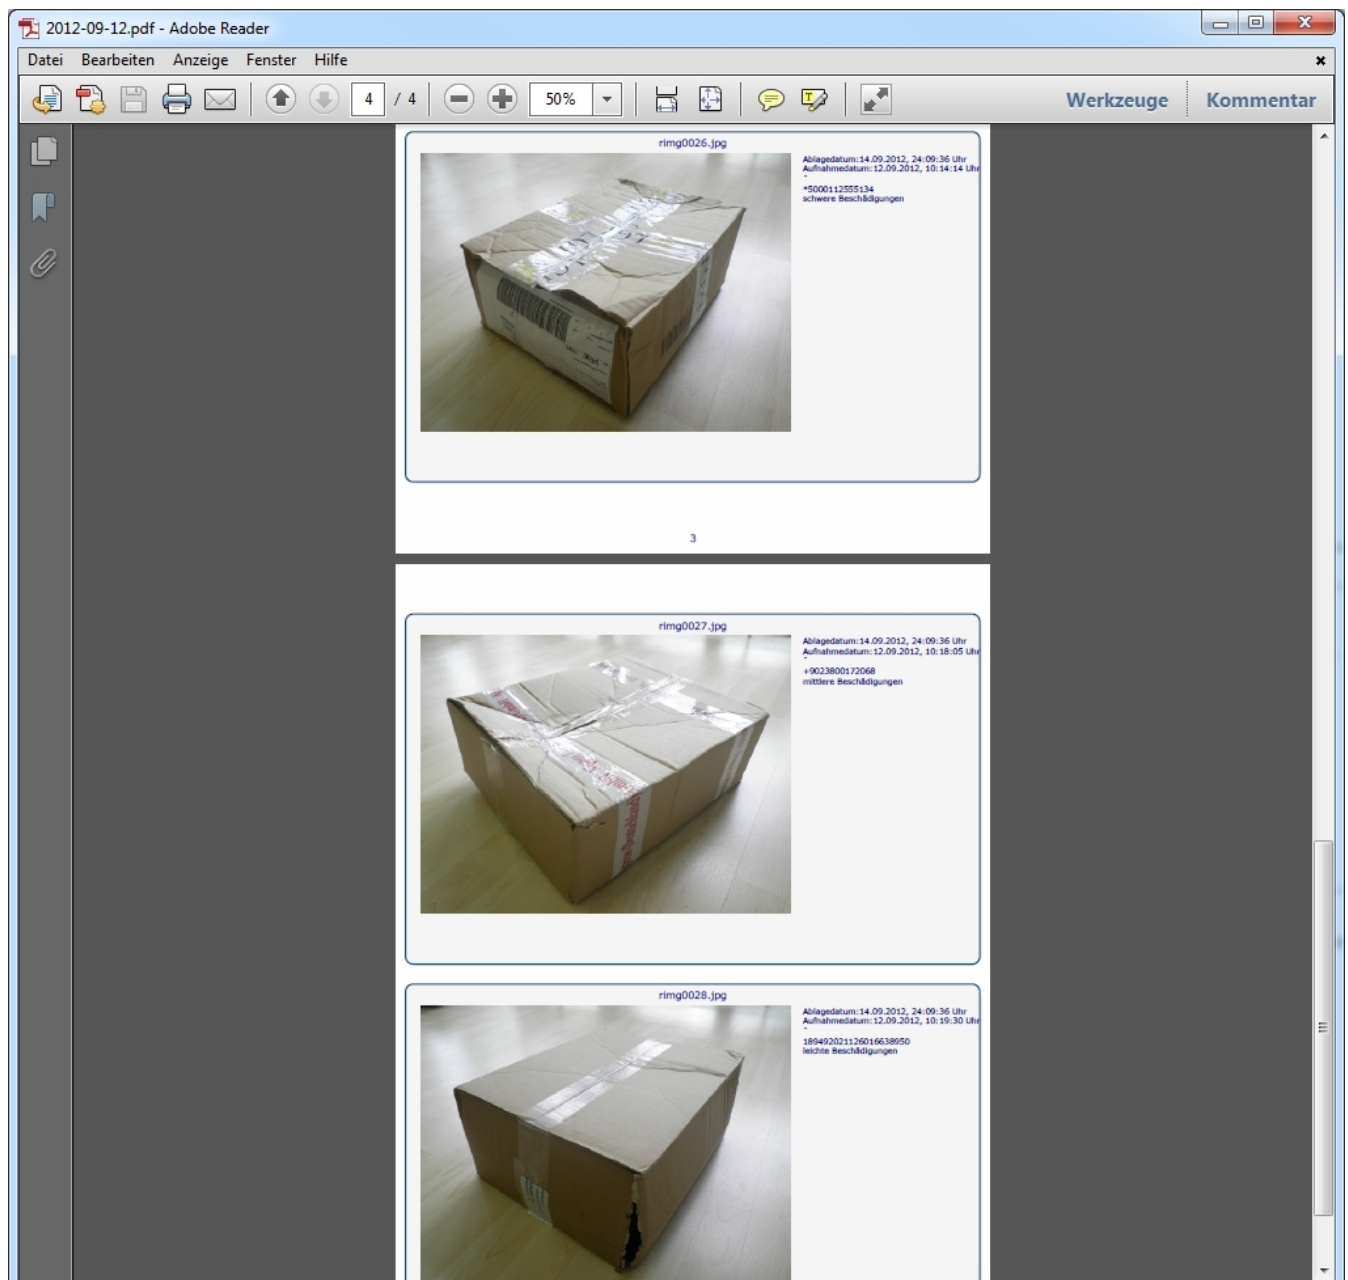 2012-09-12.pdf - Adobe Reader
Datei Bearbeiten Anzeige Fenster Hilfe
4 / 4 50% Werkzeuge Kommentar
rimg0026.jpg
Ablagedatum:14.09.2012, 24:09:36 Uhr
Aufnahmedatum:12.09.2012, 10:14:14 Uhr
*5000112555134
schwere Beschädigungen
3
rimg0027.jpg
Ablagedatum:14.09.2012, 24:09:36 Uhr
Aufnahmedatum:12.09.2012, 10:18:05 Uhr
+9023800172068
mittlere Beschädigungen
rimg0028.jpg
Ablagedatum:14.09.2012, 24:09:36 Uhr
Aufnahmedatum:12.09.2012, 10:19:30 Uhr
189492021126016638950
leichte Beschädigungen